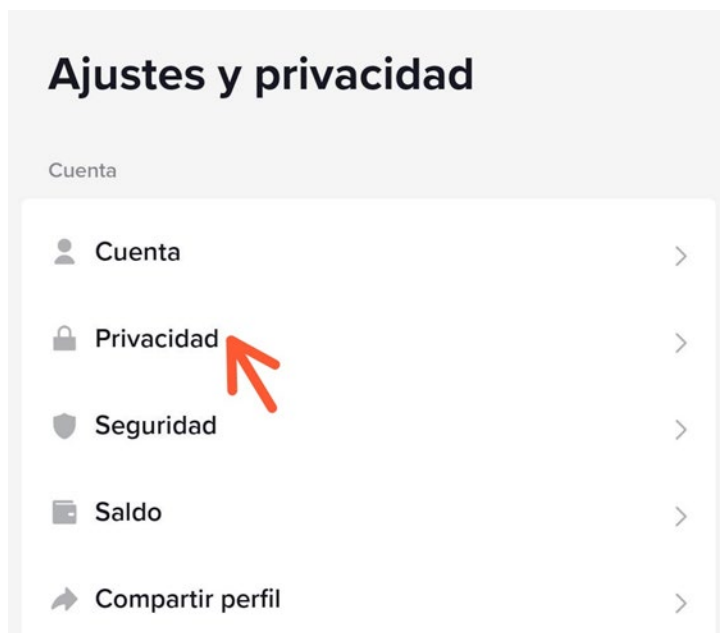 Ajustes y privacidad
Cuenta
Cuenta
Privacidad
Seguridad
Saldo
Compartir perfil